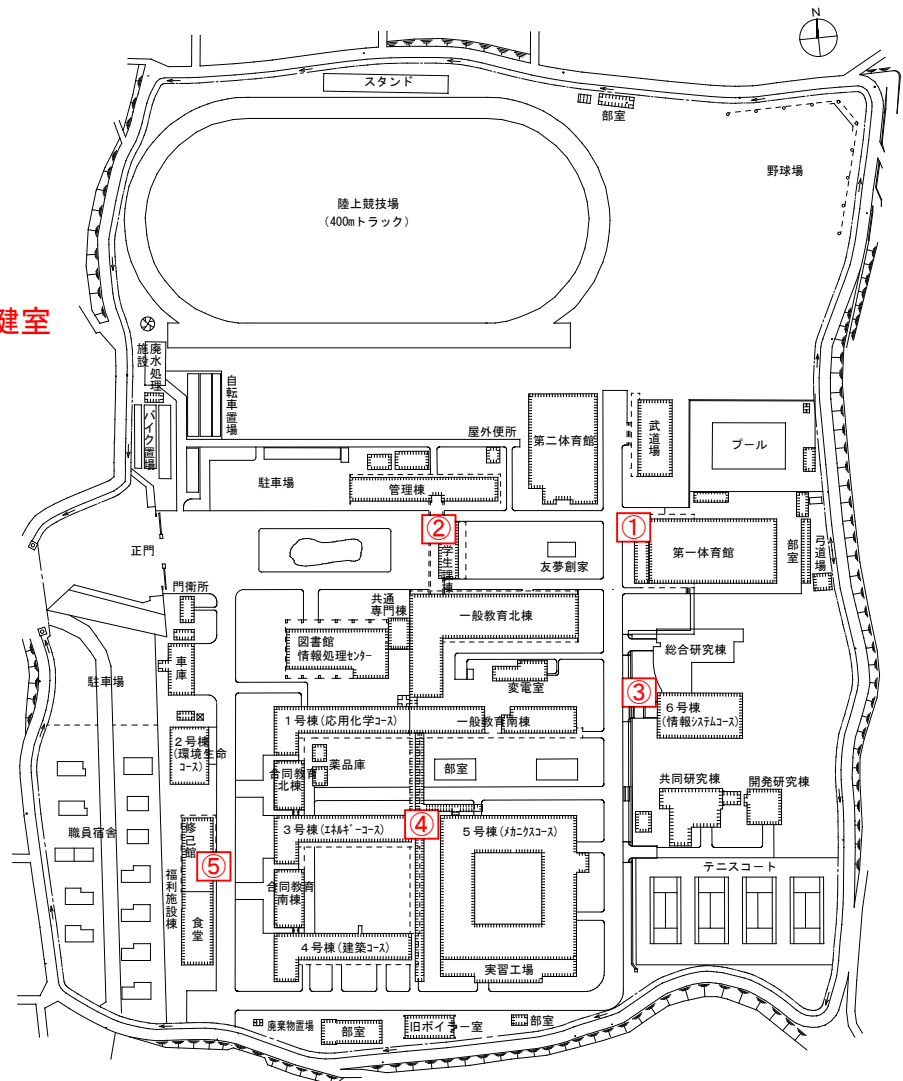 N
スタンド
部室
野球場
陸上競技場
(400mトラック)
健室
廃水処理
施設
自転車置場
バイク置場
屋外便所
第二体育館
武道場
プール
駐車場
管理棟
②
①
学生課棟
友夢創家
第一体育館
部室
弓道場
正門
門衛所
共通
専門棟
一般教育北棟
図書館
情報処理センター
総合研究棟
車庫
変電室
③
駐車場
6号棟
(情報システムコース)
1号棟(応用化学コース)
一般教育南棟
2号棟
(環境生命
コース)
薬品庫
部室
合同教育
北棟
共同研究棟
開発研究棟
④
3号棟(エネルギーコース)
5号棟(メカニクスコース)
職員宿舎
修己館
⑤
テニスコート
福利施設棟
合同教育
南棟
食堂
4号棟(建築コース)
実習工場
廃棄物置場
部室
旧ボイラー室
部室